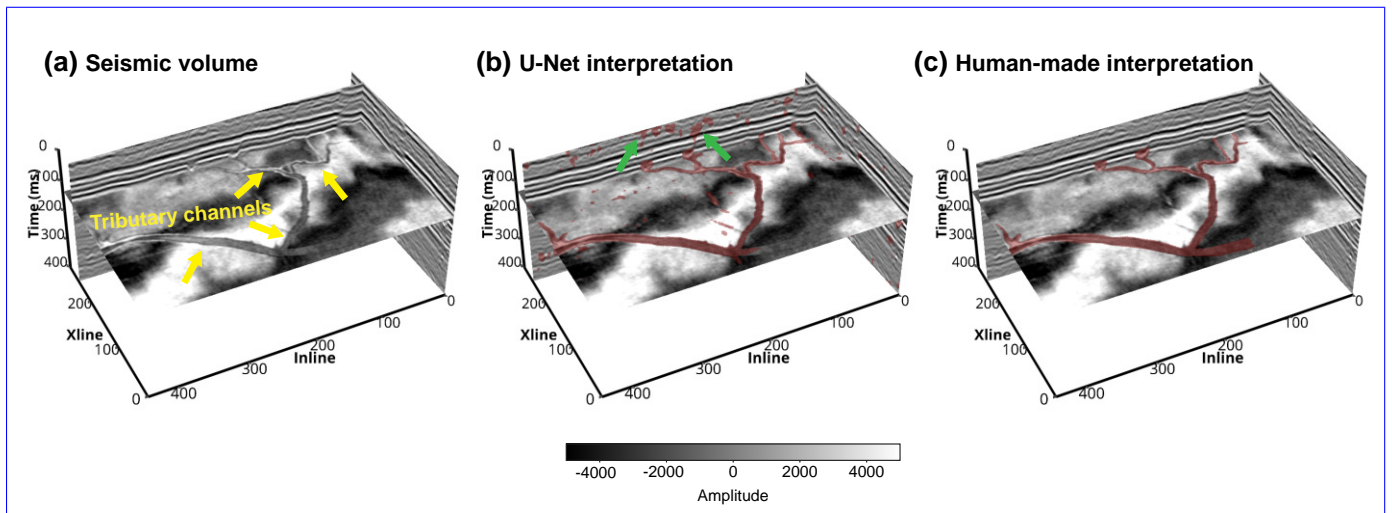 (a) Seismic volume
(b) U-Net interpretation
(c) Human-made interpretation
Tributary channels
Time (ms)
0
100
200
300
400
200
Xline
100
0
400
300
Inline
200
100
0
Time (ms)
0
100
200
300
400
200
Xline
100
0
400
300
Inline
200
100
0
Time (ms)
0
100
200
300
400
200
Xline
100
0
400
300
Inline
200
100
0
-4000 -2000 0 2000 4000
Amplitude